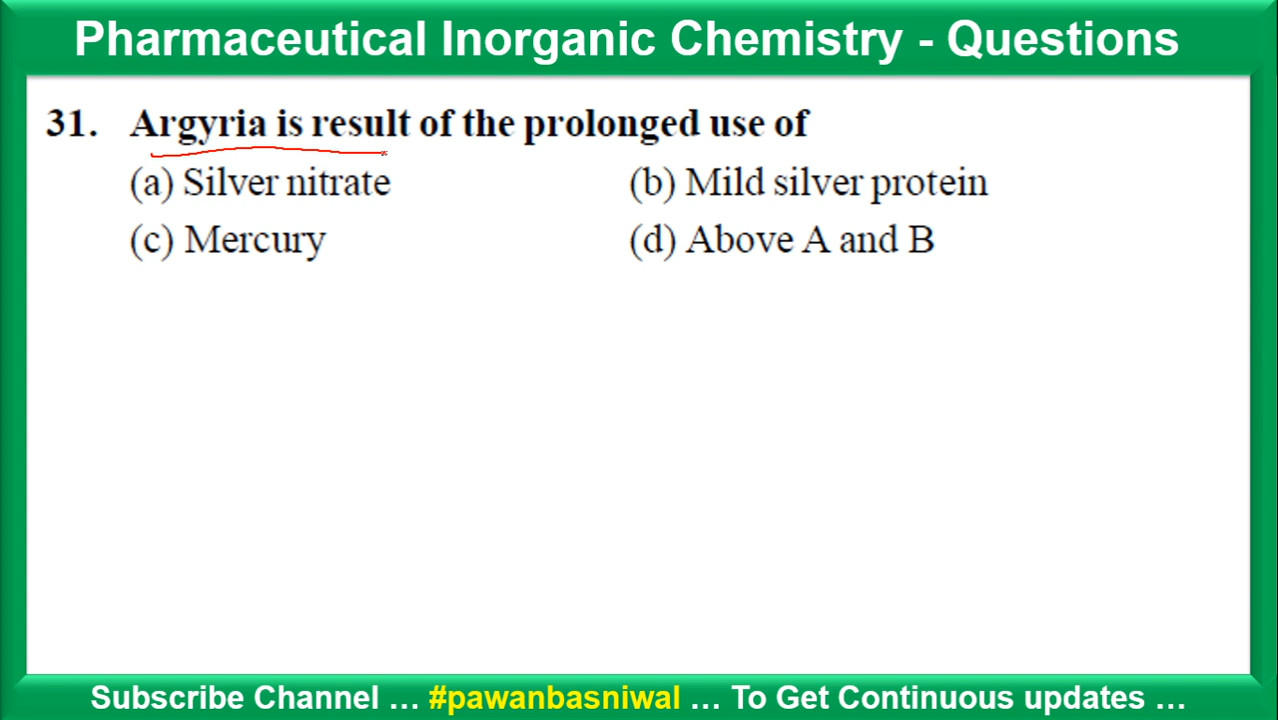 Pharmaceutical Inorganic Chemistry - Questions
31. Argyria is result of the prolonged use of
(a) Silver nitrate (b) Mild silver protein
(c) Mercury (d) Above A and B
Subscribe Channel ... #pawanbasniwal ... To Get Continuous updates ...